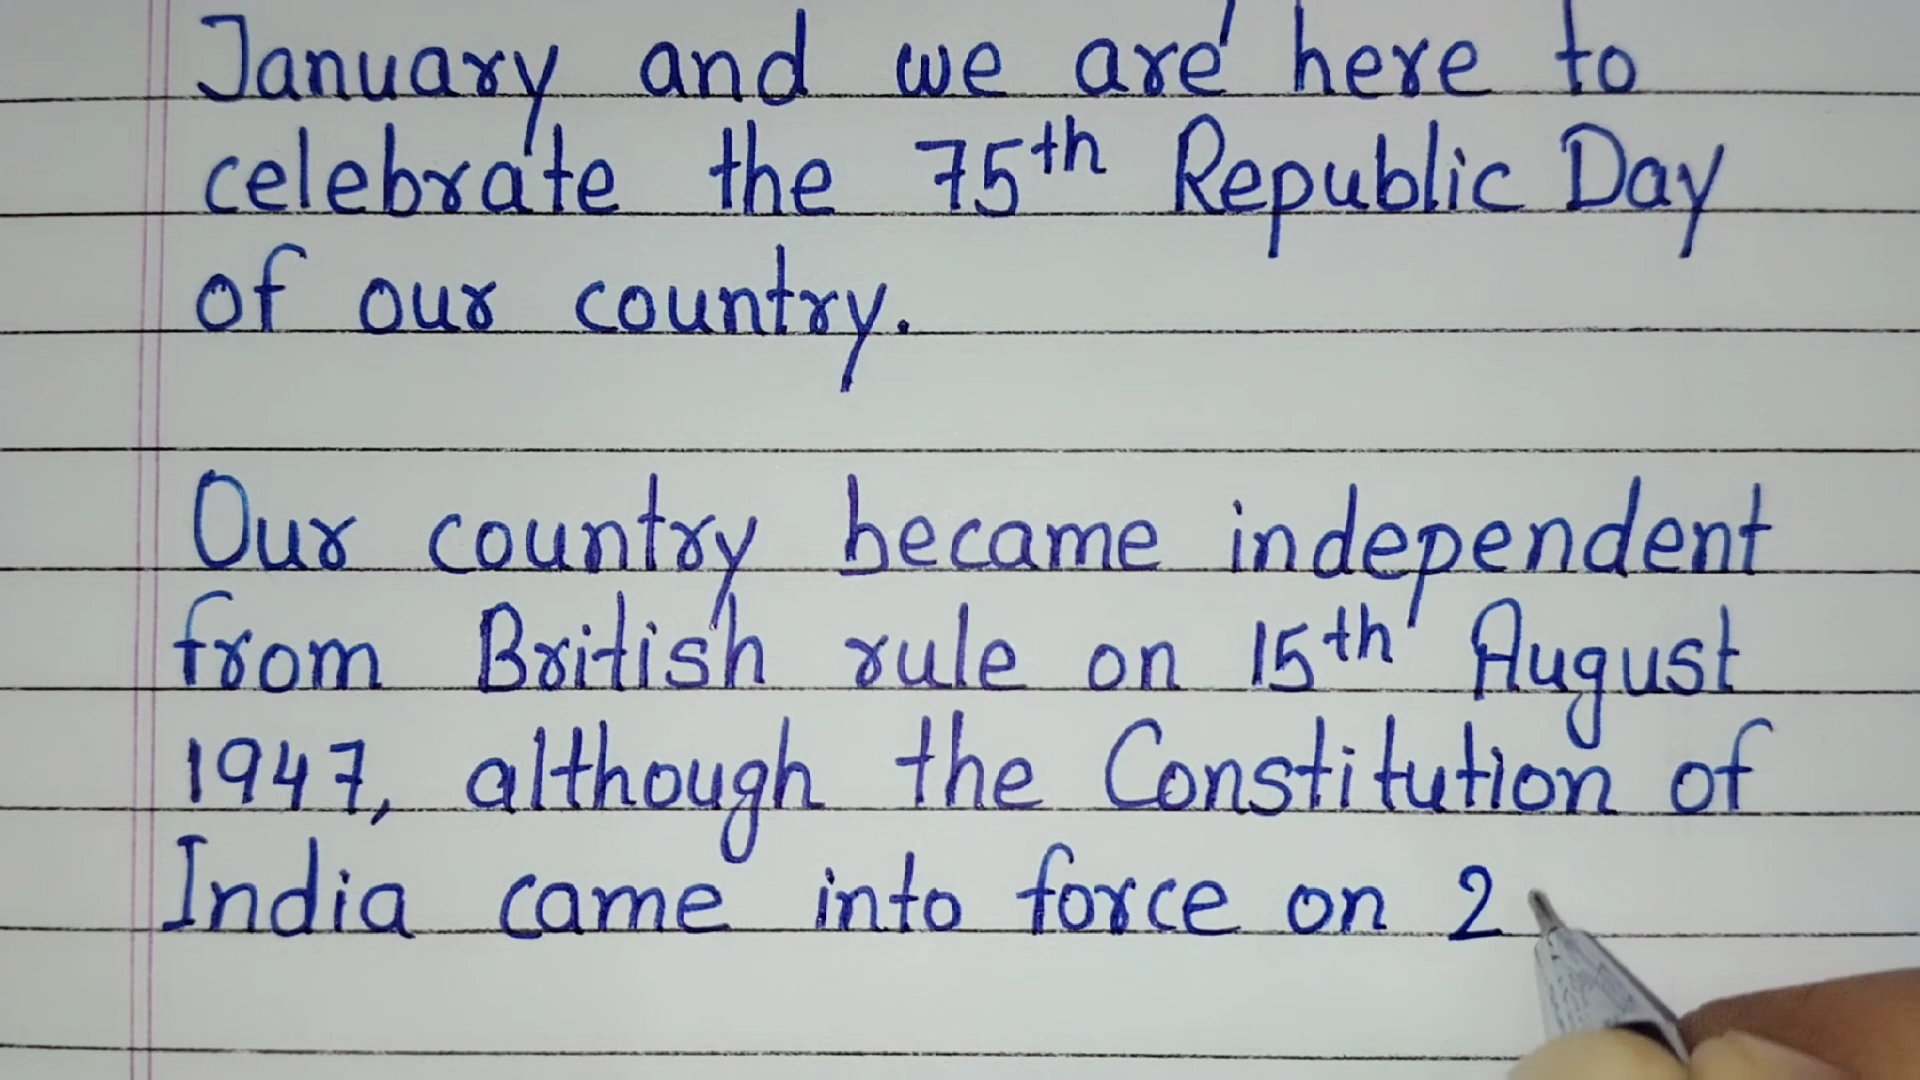 January and we are here to
celebrate the 75th Republic Day
of our country.
Our country became independent
from British rule on 15th August
1947, although the Constitution of
India came into force on 2